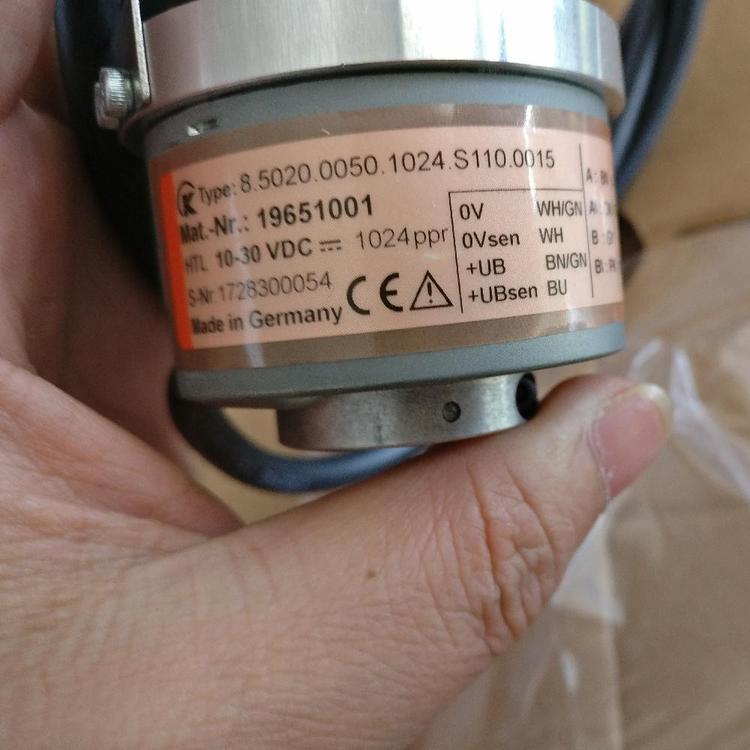 Type: 8.5020.0050.1024.S110.0015
Mat.-Nr.: 19651001
HTL 10-30 VDC ⎓ 1024ppr
S-Nr 1728300054
CE
Made in Germany
0V WH/GN
0Vsen WH
+UB BN/GN
+UBsen BU
A :
B :